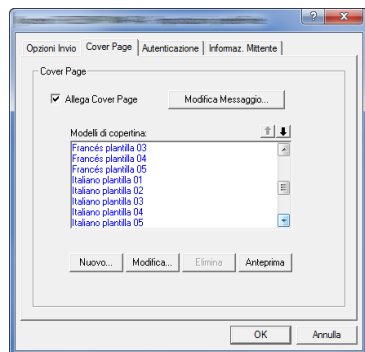 Opzioni Invio Cover Page Autenticazione Informaz. Mittente
Cover Page
Allega Cover Page Modifica Messaggio...
Modelli di copertina:
Francés plantilla 03
Francés plantilla 04
Francés plantilla 05
Italiano plantilla 01
Italiano plantilla 02
Italiano plantilla 03
Italiano plantilla 04
Italiano plantilla 05
Nuovo... Modifica... Elimina Anteprima
OK Annulla